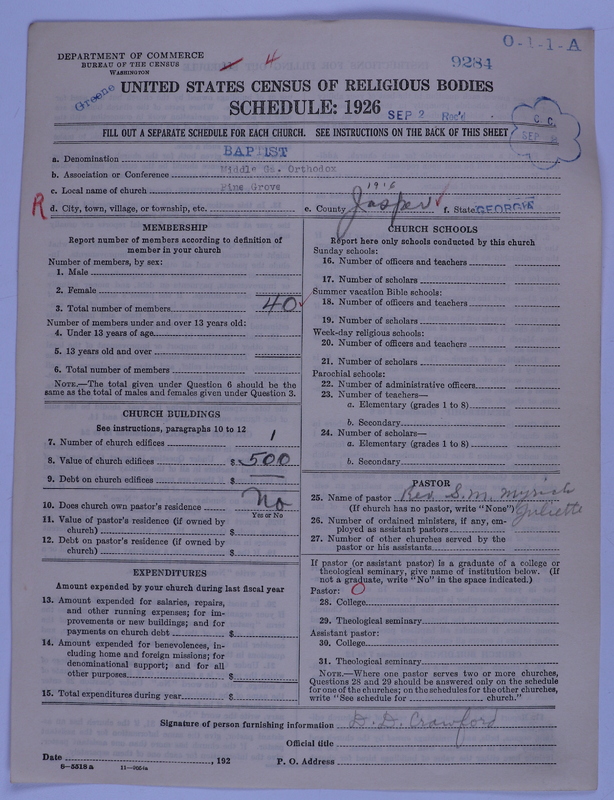 O-1-1-A
DEPARTMENT OF COMMERCE
BUREAU OF THE CENSUS
WASHINGTON
4
9284
Greene
UNITED STATES CENSUS OF RELIGIOUS BODIES
SCHEDULE: 1926
SEP 2 Rec'd
C. C.
SEP
FILL OUT A SEPARATE SCHEDULE FOR EACH CHURCH. SEE INSTRUCTIONS ON THE BACK OF THIS SHEET
a. Denomination BAPTIST
b. Association or Conference Middle Ga. Orthodox
c. Local name of church Pine Grove
1916
R d. City, town, village, or township, etc. e. County Jasper f. State GEORGIA
MEMBERSHIP
Report number of members according to definition of
member in your church
Number of members, by sex:
1. Male
2. Female
3. Total number of members 40
Number of members under and over 13 years old:
4. Under 13 years of age
5. 13 years old and over
6. Total number of members
NOTE.—The total given under Question 6 should be the
same as the total of males and females given under Question 3.
CHURCH BUILDINGS
See instructions, paragraphs 10 to 12
7. Number of church edifices 1
8. Value of church edifices $ 500
9. Debt on church edifices $ —
10. Does church own pastor's residence No
Yes or No
11. Value of pastor's residence (if owned by
church) $
12. Debt on pastor's residence (if owned by
church) $
EXPENDITURES
Amount expended by your church during last fiscal year
13. Amount expended for salaries, repairs,
and other running expenses; for im-
provements or new buildings; and for
payments on church debt $
14. Amount expended for benevolences, in-
cluding home and foreign missions; for
denominational support; and for all
other purposes $
15. Total expenditures during year $
CHURCH SCHOOLS
Report here only schools conducted by this church
Sunday schools:
16. Number of officers and teachers
17. Number of scholars
Summer vacation Bible schools:
18. Number of officers and teachers
19. Number of scholars
Week-day religious schools:
20. Number of officers and teachers
21. Number of scholars
Parochial schools:
22. Number of administrative officers
23. Number of teachers—
a. Elementary (grades 1 to 8)
b. Secondary
24. Number of scholars—
a. Elementary (grades 1 to 8)
b. Secondary
PASTOR
25. Name of pastor Rev. S. M. Myrick
(If church has no pastor, write "None") Juliette
26. Number of ordained ministers, if any, em-
ployed as assistant pastors
27. Number of other churches served by the
pastor or his assistants
If pastor (or assistant pastor) is a graduate of a college or
theological seminary, give name of institution below. (If
not a graduate, write "No" in the space indicated.)
Pastor: O
28. College
29. Theological seminary
Assistant pastor:
30. College
31. Theological seminary
NOTE.—Where one pastor serves two or more churches,
Questions 28 and 29 should be answered only on the schedule
for one of the churches; on the schedules for the other churches,
write "See schedule for church."
Signature of person furnishing information D. D. Crawford
Official title
Date , 192 P. O. Address
8—5318 a 11—9664a